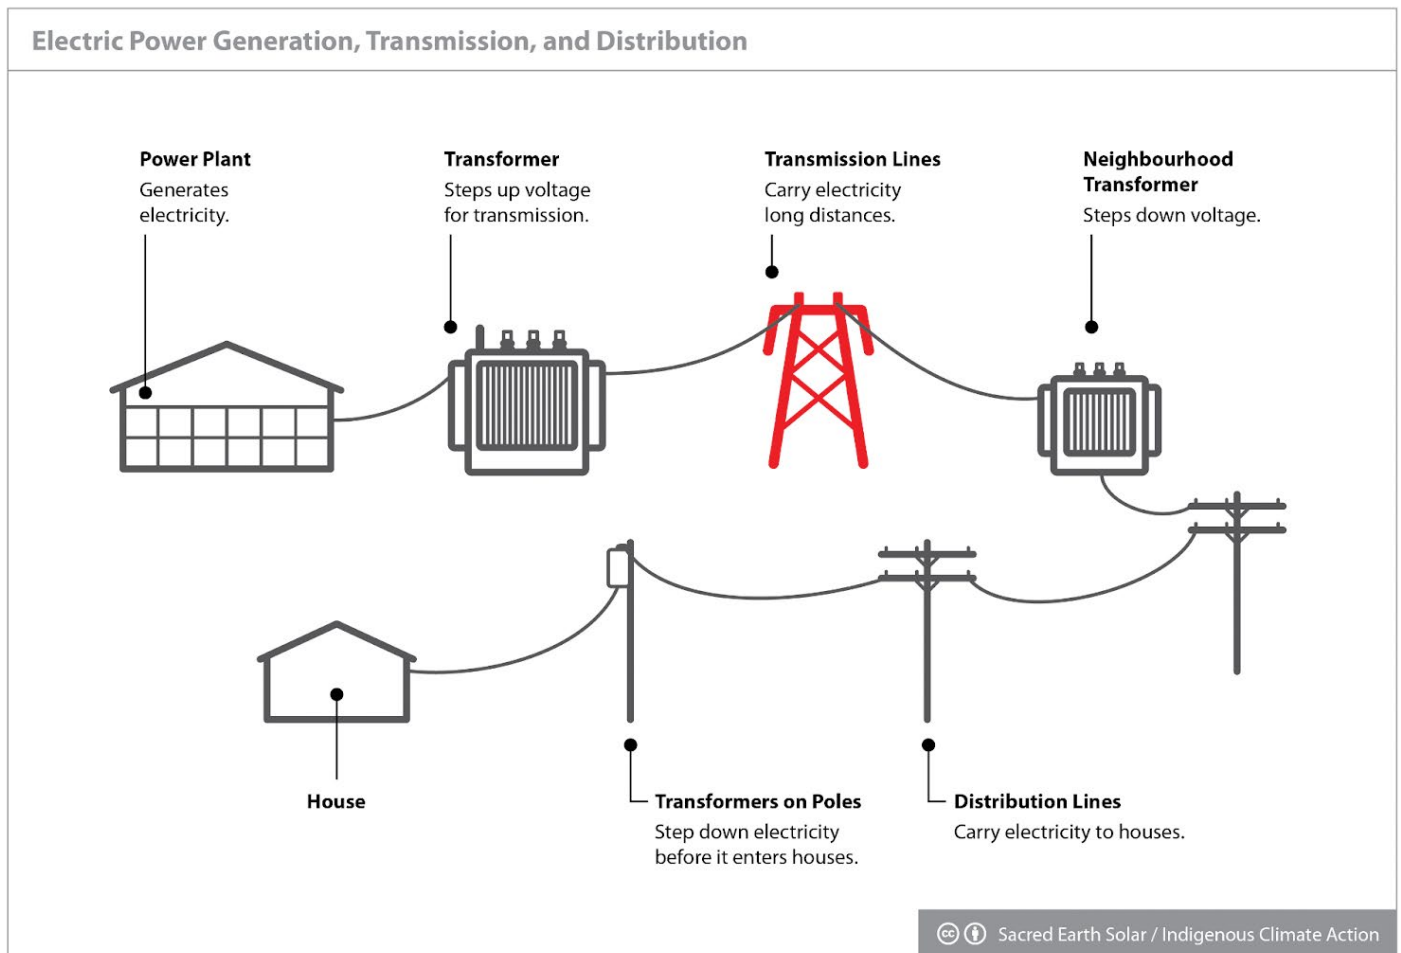 Electric Power Generation, Transmission, and Distribution
Power Plant
Generates
electricity.
Transformer
Steps up voltage
for transmission.
Transmission Lines
Carry electricity
long distances.
Neighbourhood
Transformer
Steps down voltage.
House
Transformers on Poles
Step down electricity
before it enters houses.
Distribution Lines
Carry electricity to houses.
cc Sacred Earth Solar / Indigenous Climate Action